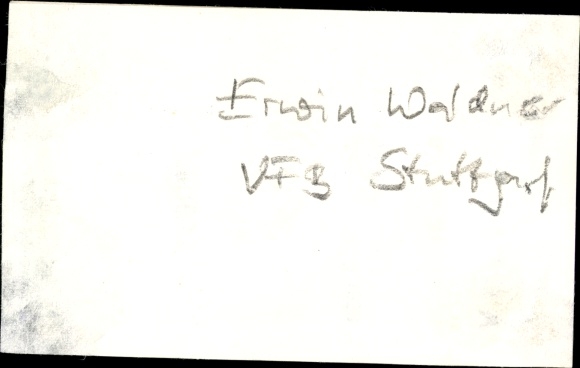 Erwin Waldner
VFB Stuttgart